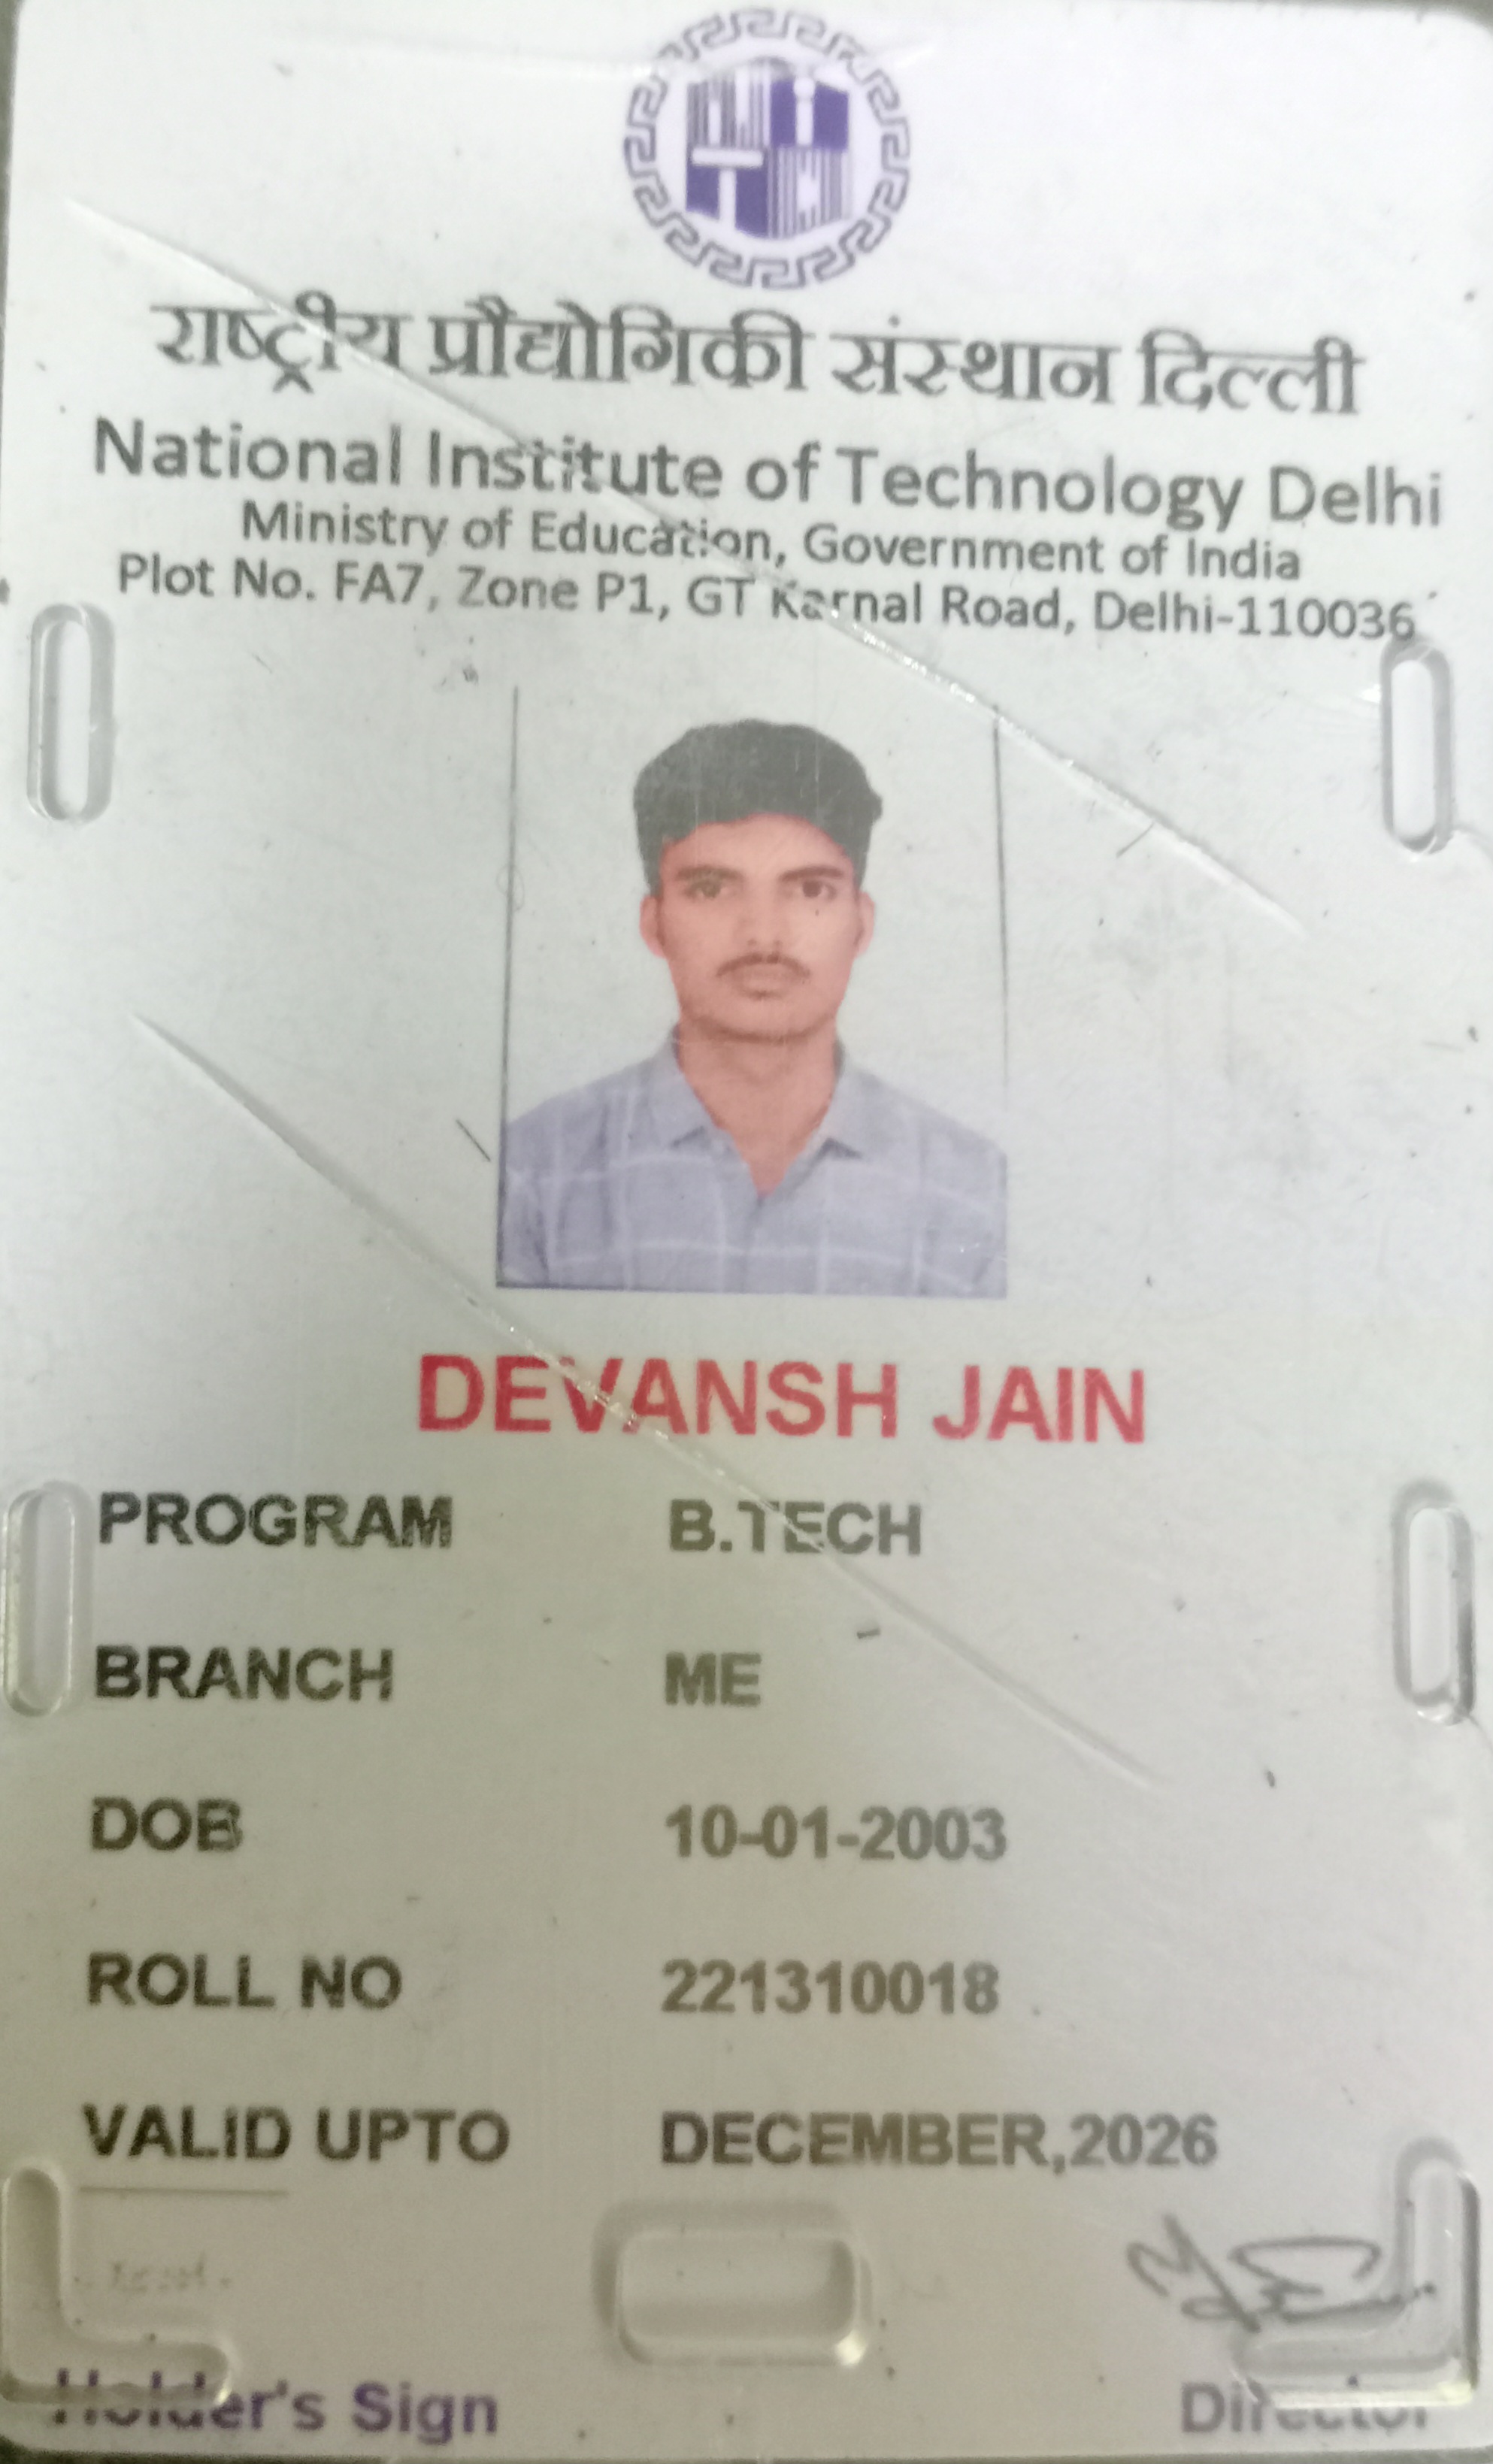 राष्ट्रीय प्रौद्योगिकी संस्थान दिल्ली
National Institute of Technology Delhi
Ministry of Education, Government of India
Plot No. FA7, Zone P1, GT Karnal Road, Delhi-110036
DEVANSH JAIN
PROGRAM B.TECH
BRANCH ME
DOB 10-01-2003
ROLL NO 221310018
VALID UPTO DECEMBER,2026
Holder's Sign Director